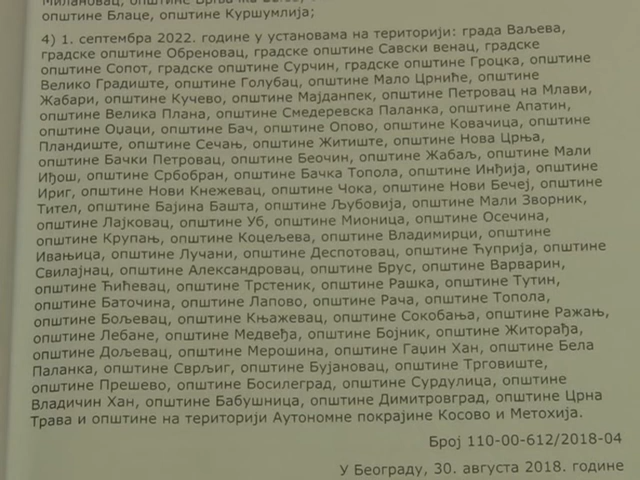 општине Блаце, општине Куршумлија;
4) 1. септембра 2022. године у установама на територији: града Ваљева,
градске општине Обреновац, градске општине Савски венац, градске
општине Сопот, градске општине Сурчин, градске општине Гроцка, општине
Велико Градиште, општине Голубац, општине Мало Црниће, општине
Жабари, општине Кучево, општине Мајданпек, општине Петровац на Млави,
општине Велика Плана, општине Смедеревска Паланка, општине Апатин,
општине Оџаци, општине Бач, општине Опово, општине Ковачица, општине
Пландиште, општине Сечањ, општине Житиште, општине Нова Црња,
општине Бачки Петровац, општине Беочин, општине Жабаљ, општине Мали
Иђош, општине Србобран, општине Бачка Топола, општине Инђија, општине
Ириг, општине Нови Кнежевац, општине Чока, општине Нови Бечеј, општине
Тител, општине Бајина Башта, општине Љубовија, општине Мали Зворник,
општине Лајковац, општине Уб, општине Мионица, општине Осечина,
општине Крупањ, општине Коцељева, општине Владимирци, општине
Ивањица, општине Лучани, општине Деспотовац, општине Ћуприја, општине
Свилајнац, општине Александровац, општине Брус, општине Варварин,
општине Ћићевац, општине Трстеник, општине Рашка, општине Тутин,
општине Баточина, општине Лапово, општине Рача, општине Топола,
општине Бољевац, општине Књажевац, општине Сокобања, општине Ражањ,
општине Лебане, општине Медвеђа, општине Бојник, општине Житорађа,
општине Дољевац, општине Мерошина, општине Гаџин Хан, општине Бела
Паланка, општине Сврљиг, општине Бујановац, општине Трговиште,
општине Прешево, општине Босилеград, општине Сурдулица, општине
Владичин Хан, општине Бабушница, општине Димитровград, општине Црна
Трава и општине на територији Аутономне покрајине Косово и Метохија.
Број 110-00-612/2018-04
У Београду, 30. августа 2018. године